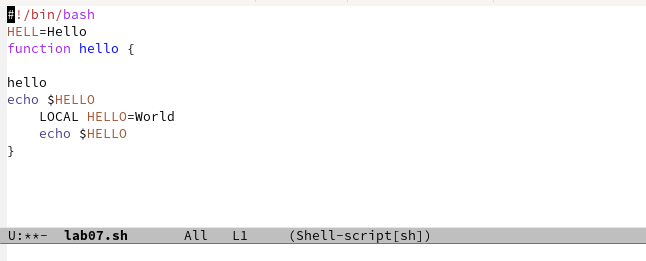 #!/bin/bash
HELL=Hello
function hello {

hello
echo $HELLO
    LOCAL HELLO=World
    echo $HELLO
}
U:**-  lab07.sh       All   L1     (Shell-script[sh])